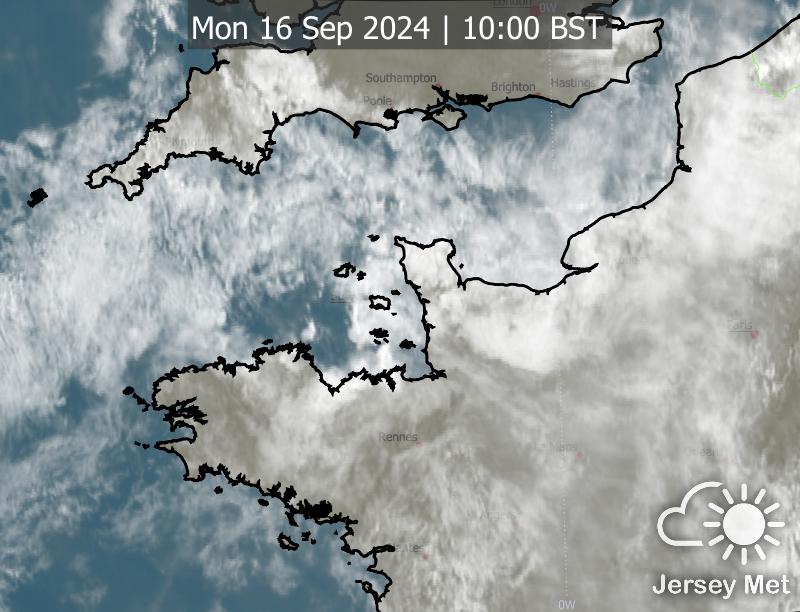 London
0W
Mon 16 Sep 2024 | 10:00 BST
Southampton
Brighton
Hastings
Poole
Paris
Rennes
Le Mans
0W
Jersey Met